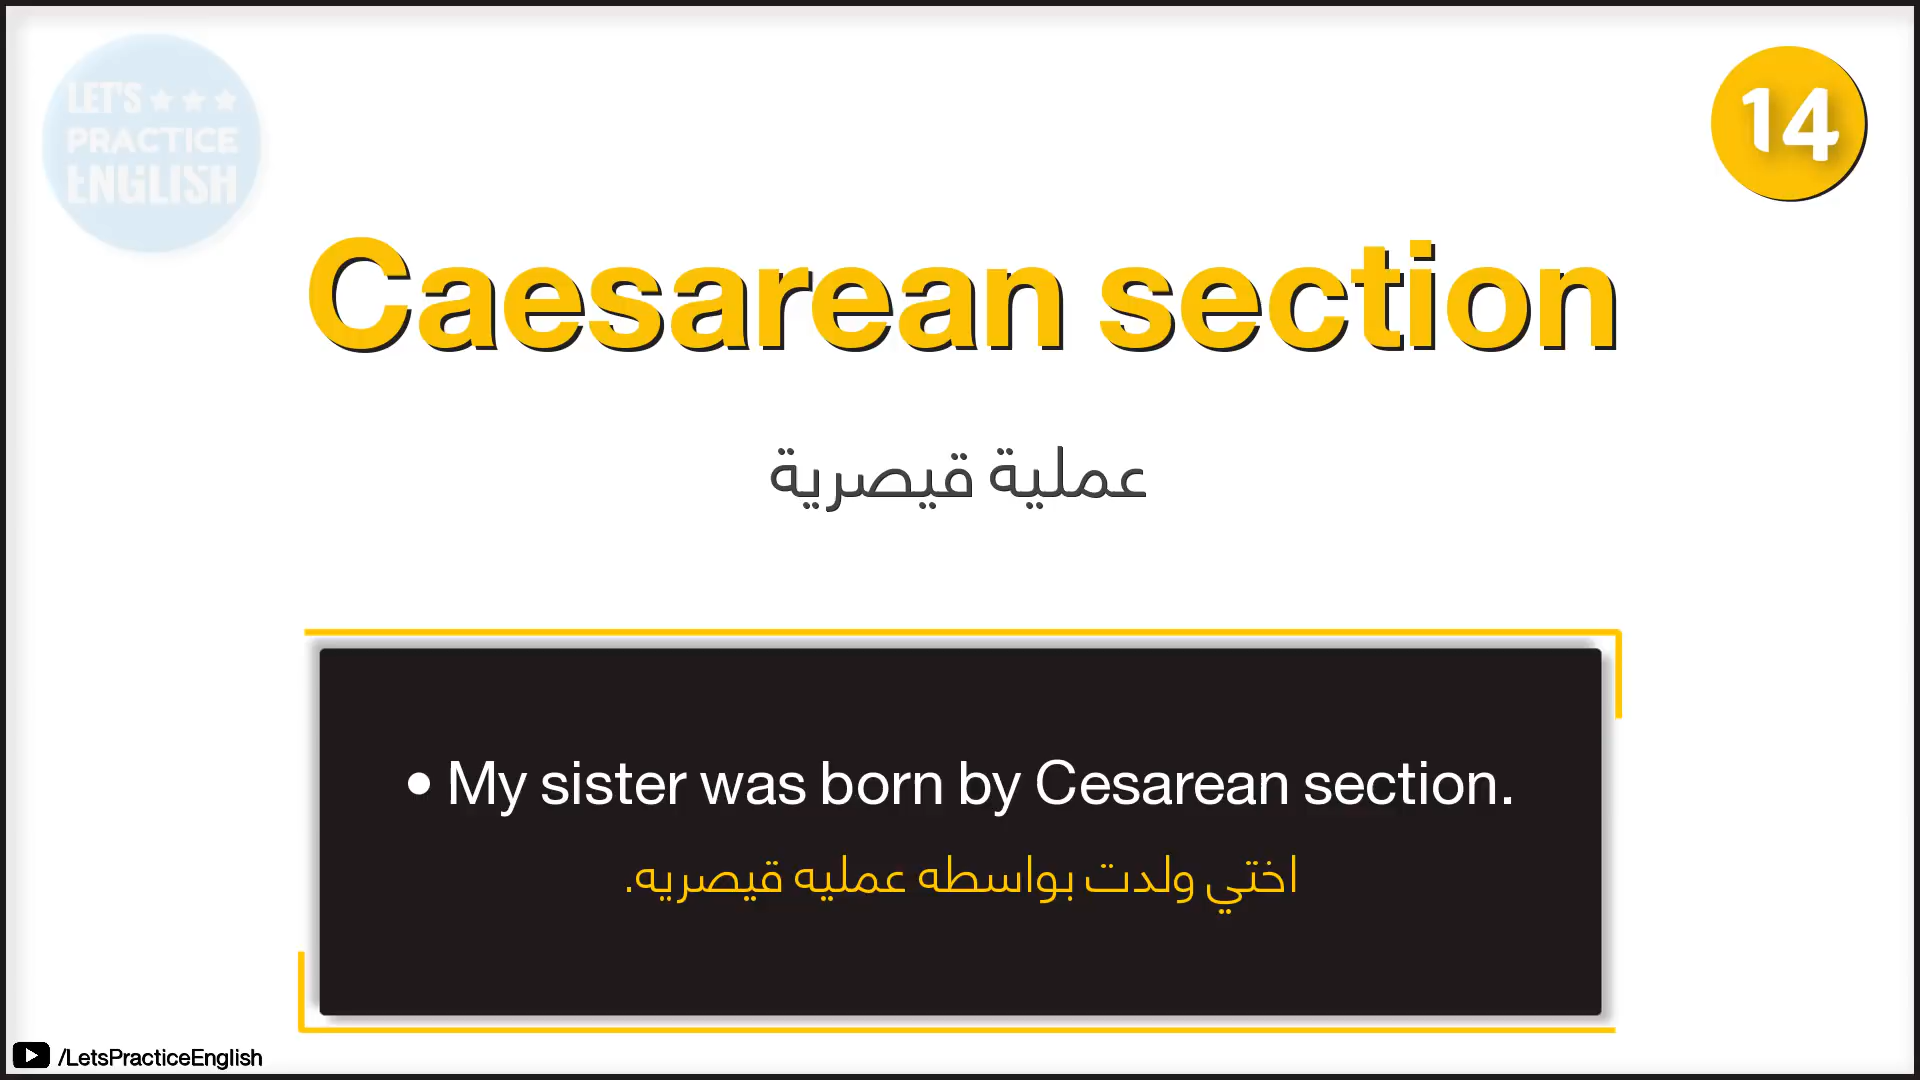 LET'S
PRACTICE
ENGLISH
14
Caesarean section
عملية قيصرية
• My sister was born by Cesarean section.
اختي ولدت بواسطه عمليه قيصريه.
/LetsPracticeEnglish